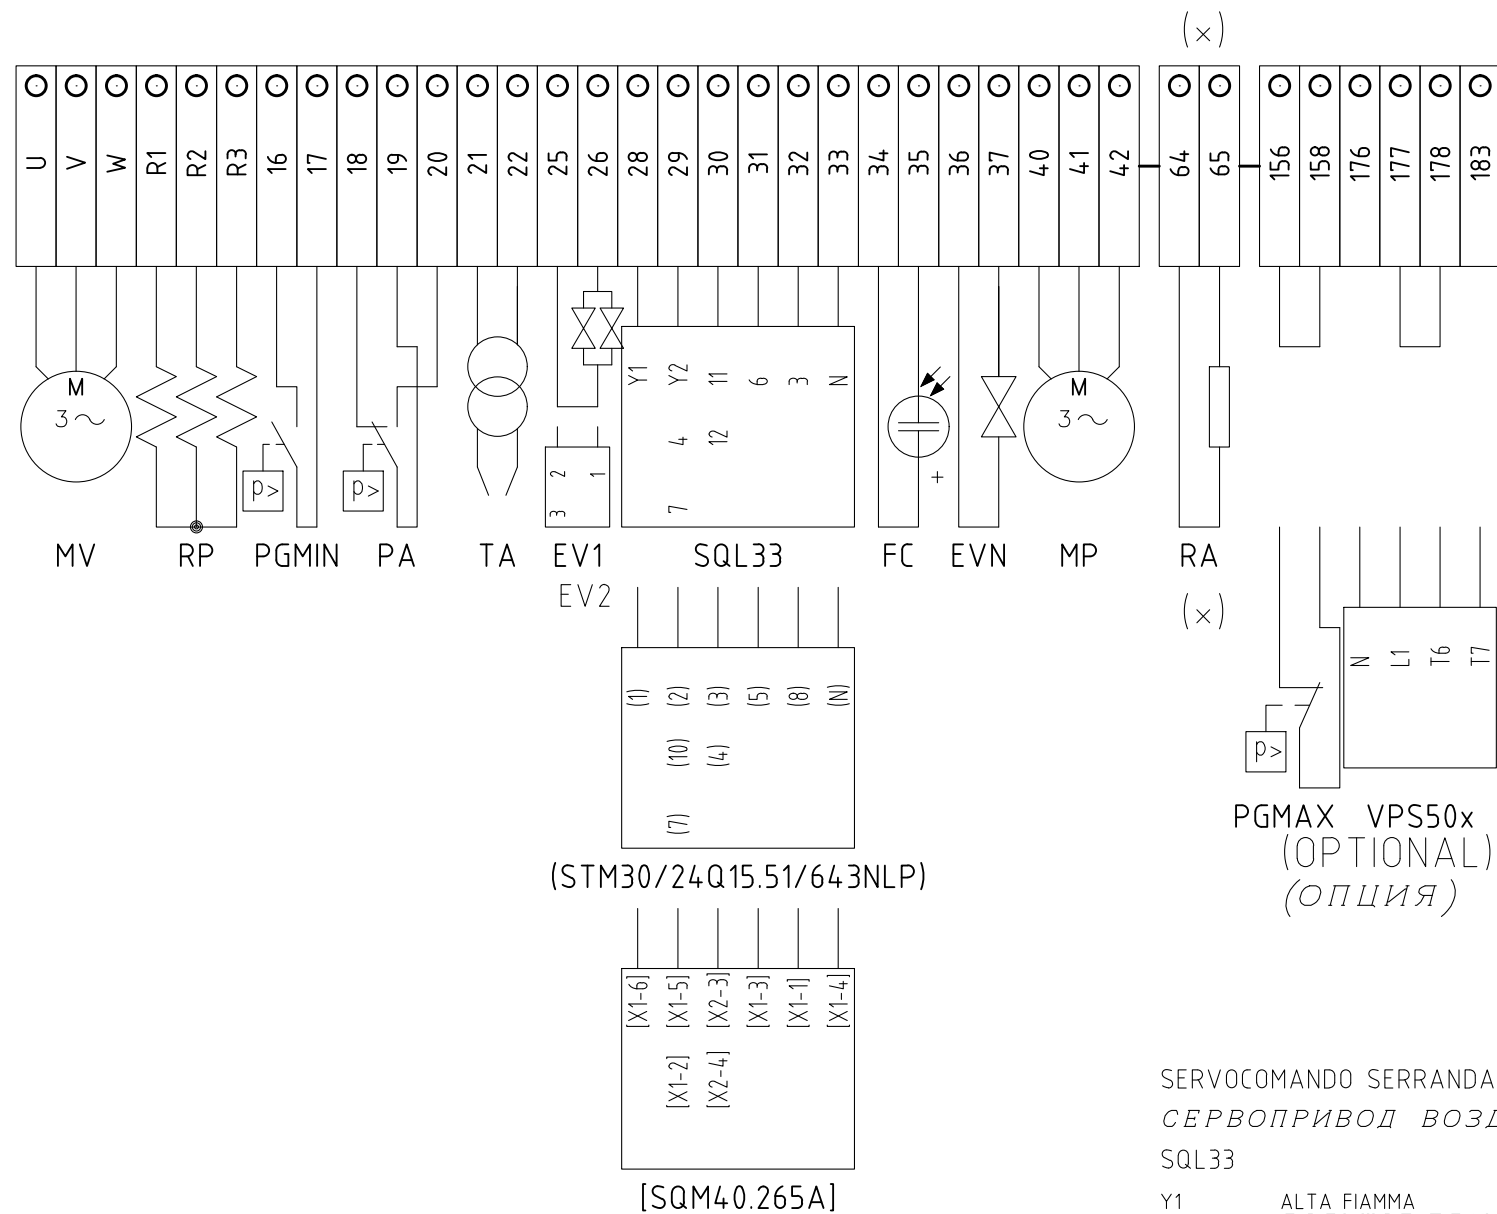 (x)
U V W R1 R2 R3 16 17 18 19 20 21 22 25 26 28 29 30 31 32 33 34 35 36 37 40 41 42 64 65 156 158 176 177 178 183
Y1 Y2 11 6 3 N
M 3~
M 3~
4 12
2 1
p> p>
+
3
7
MV RP PGMIN PA TA EV1 SQL33 FC EVN MP RA
EV2
(x)
N L1 T6 T7
(1) (2) (3) (5) (8) (N)
(10) (4)
p>
(7)
PGMAX VPS50x
(OPTIONAL)
(STM30/24Q15.51/643NLP)
(ОПЦИЯ)
[X1-6] [X1-5] [X2-3] [X1-3] [X1-1] [X1-4]
[X1-2] [X2-4]
SERVOCOMANDO SERRANDA
СЕРВОПРИВОД
SQL33
[SQM40.265A]
Y1 ALTA FIAMMA